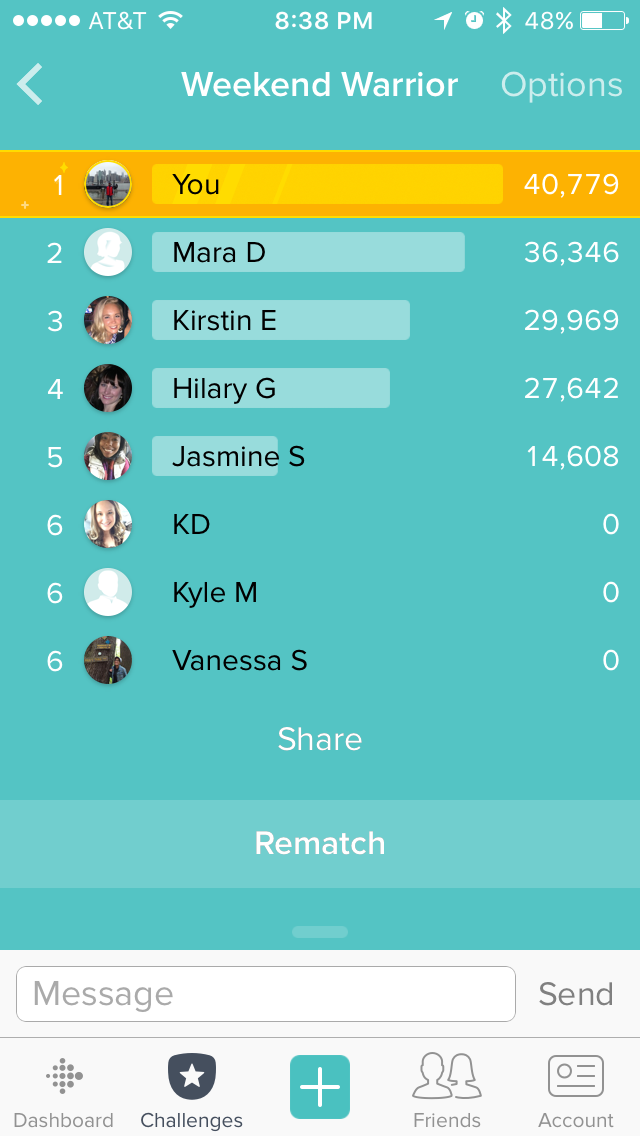 AT&T 8:38 PM 48%
Weekend Warrior Options
1 You 40,779
2 Mara D 36,346
3 Kirstin E 29,969
4 Hilary G 27,642
5 Jasmine S 14,608
6 KD 0
6 Kyle M 0
6 Vanessa S 0
Share
Rematch
Message Send
Dashboard Challenges Friends Account